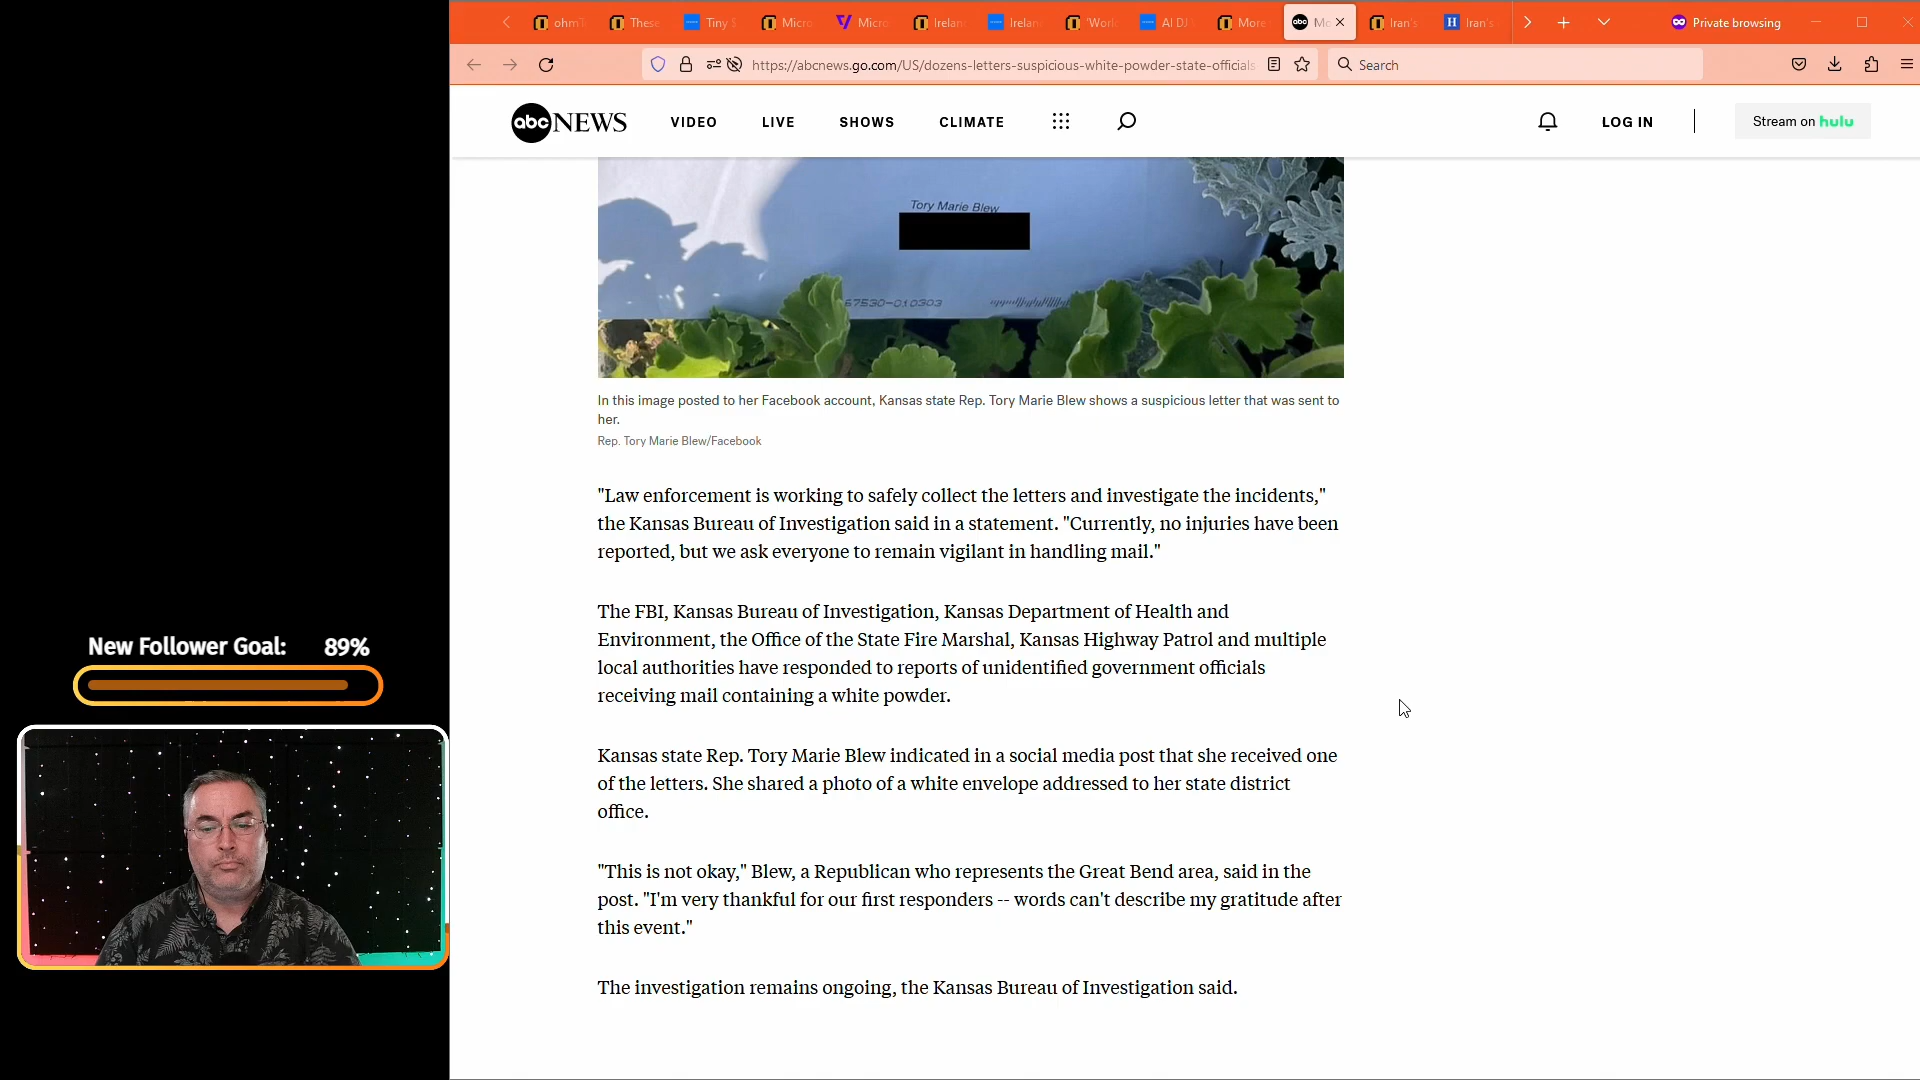 ohm
These
Tiny
Micro
Micro
Irelan
Irelan
'Worl
AI DJ
More
abc
Iran's
H
Iran's
Private browsing
https://abcnews.go.com/US/dozens-letters-suspicious-white-powder-state-officials
Search
abc NEWS
VIDEO
LIVE
SHOWS
CLIMATE
LOG IN
Stream on hulu
Tory Marie Blew
67530-010303
In this image posted to her Facebook account, Kansas state Rep. Tory Marie Blew shows a suspicious letter that was sent to
her.
Rep. Tory Marie Blew/Facebook
"Law enforcement is working to safely collect the letters and investigate the incidents,"
the Kansas Bureau of Investigation said in a statement. "Currently, no injuries have been
reported, but we ask everyone to remain vigilant in handling mail."
The FBI, Kansas Bureau of Investigation, Kansas Department of Health and
Environment, the Office of the State Fire Marshal, Kansas Highway Patrol and multiple
local authorities have responded to reports of unidentified government officials
receiving mail containing a white powder.
Kansas state Rep. Tory Marie Blew indicated in a social media post that she received one
of the letters. She shared a photo of a white envelope addressed to her state district
office.
"This is not okay," Blew, a Republican who represents the Great Bend area, said in the
post. "I'm very thankful for our first responders -- words can't describe my gratitude after
this event."
The investigation remains ongoing, the Kansas Bureau of Investigation said.
New Follower Goal: 89%